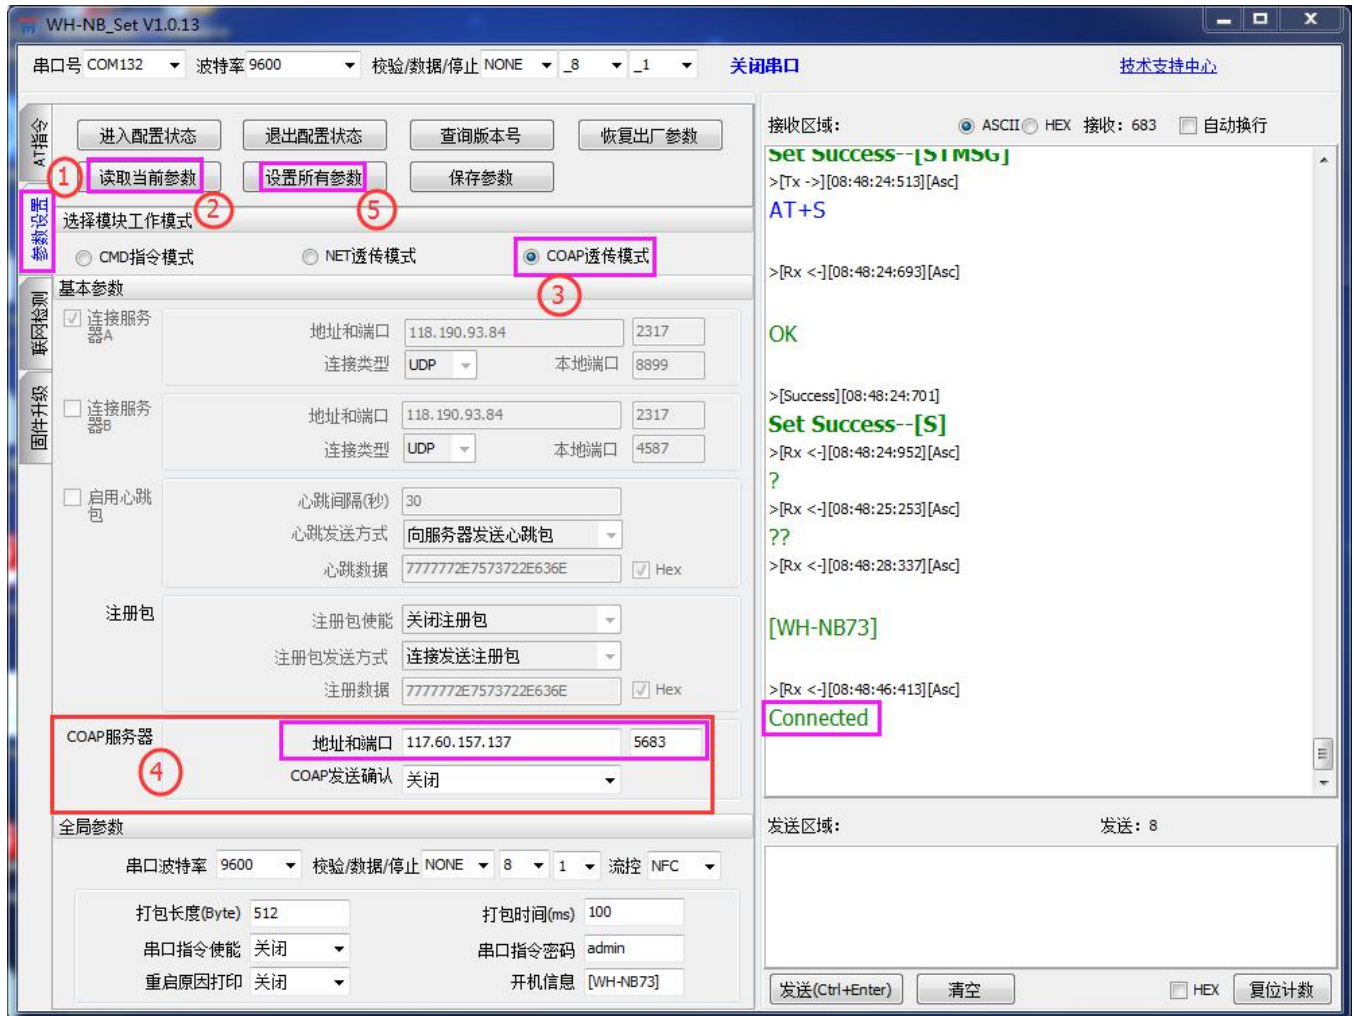 WH-NB_Set V1.0.13
串口号 COM132 波特率 9600 校验/数据/停止 NONE _8 _1 关闭串口 技术支持中心
AT指令
参数设置
联网检测
固件升级
进入配置状态 退出配置状态 查询版本号 恢复出厂参数
① 读取当前参数 ② 设置所有参数 ⑤ 保存参数
选择模块工作模式
CMD指令模式 NET透传模式 COAP透传模式
③
基本参数
连接服务器A 地址和端口 118.190.93.84 2317
连接类型 UDP 本地端口 8899
连接服务器B 地址和端口 118.190.93.84 2317
连接类型 UDP 本地端口 4587
启用心跳包 心跳间隔(秒) 30
心跳发送方式 向服务器发送心跳包
心跳数据 7777772E7573722E636E Hex
注册包 注册包使能 关闭注册包
注册包发送方式 连接发送注册包
注册数据 7777772E7573722E636E Hex
COAP服务器 地址和端口 117.60.157.137 5683
④ COAP发送确认 关闭
全局参数
串口波特率 9600 校验/数据/停止 NONE 8 1 流控 NFC
打包长度(Byte) 512 打包时间(ms) 100
串口指令使能 关闭 串口指令密码 admin
重启原因打印 关闭 开机信息 [WH-NB73]
接收区域: ASCII HEX 接收: 683 自动换行
Set Success--[STMSG]
>[Tx ->][08:48:24:513][Asc]
AT+S
>[Rx <-][08:48:24:693][Asc]
OK
>[Success][08:48:24:701]
Set Success--[S]
>[Rx <-][08:48:24:952][Asc]
?
>[Rx <-][08:48:25:253][Asc]
??
>[Rx <-][08:48:28:337][Asc]
[WH-NB73]
>[Rx <-][08:48:46:413][Asc]
Connected
发送区域: 发送: 8
发送(Ctrl+Enter) 清空 HEX 复位计数